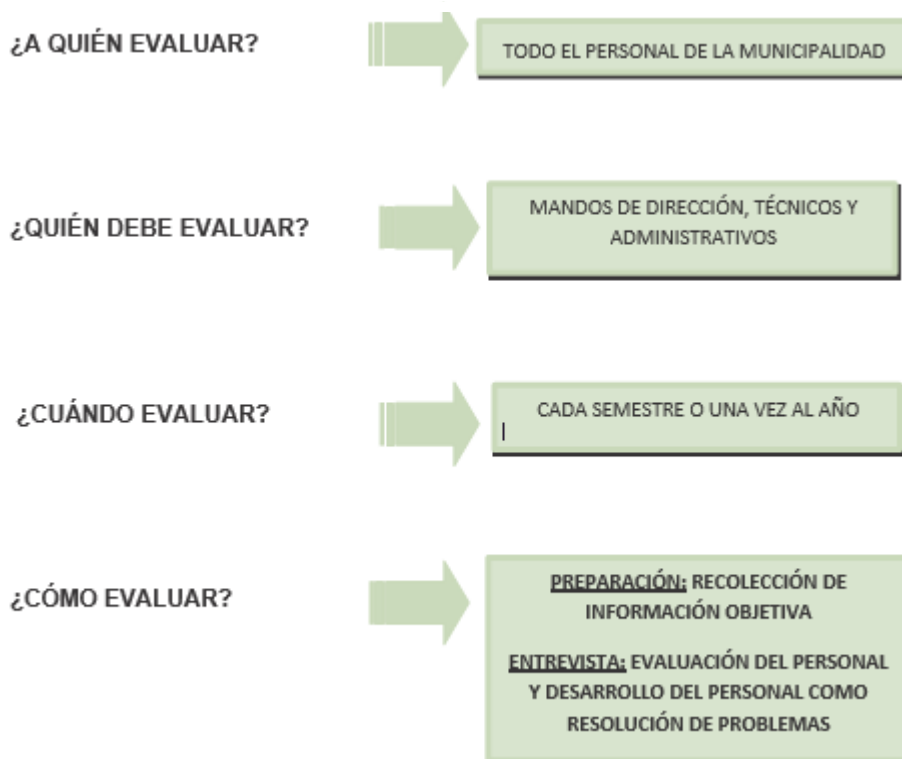 ¿A QUIÉN EVALUAR?
TODO EL PERSONAL DE LA MUNICIPALIDAD
¿QUIÉN DEBE EVALUAR?
MANDOS DE DIRECCIÓN, TÉCNICOS Y
ADMINISTRATIVOS
¿CUÁNDO EVALUAR?
CADA SEMESTRE O UNA VEZ AL AÑO
¿CÓMO EVALUAR?
PREPARACIÓN: RECOLECCIÓN DE
INFORMACIÓN OBJETIVA
ENTREVISTA: EVALUACIÓN DEL PERSONAL
Y DESARROLLO DEL PERSONAL COMO
RESOLUCIÓN DE PROBLEMAS